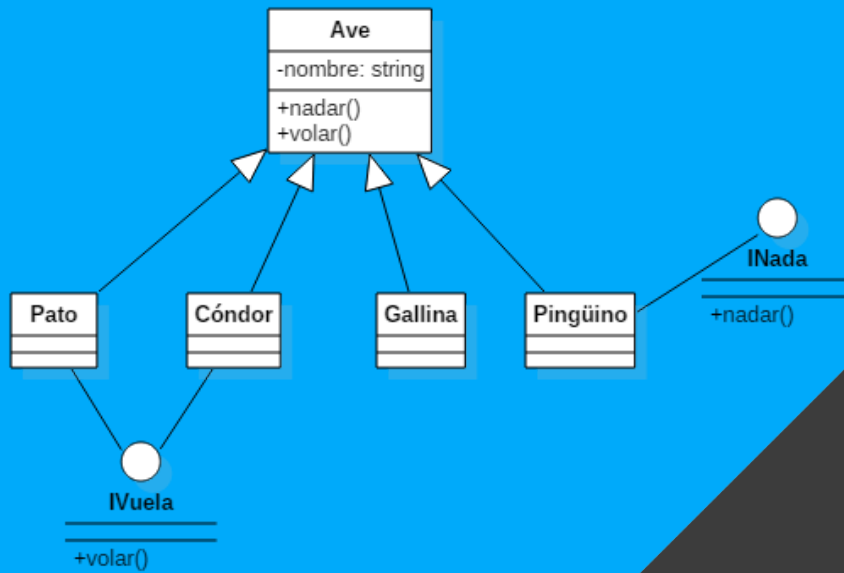 Ave
-nombre: string
+nadar()
+volar()
INada
+nadar()
Pato
Cóndor
Gallina
Pingüino
IVuela
+volar()